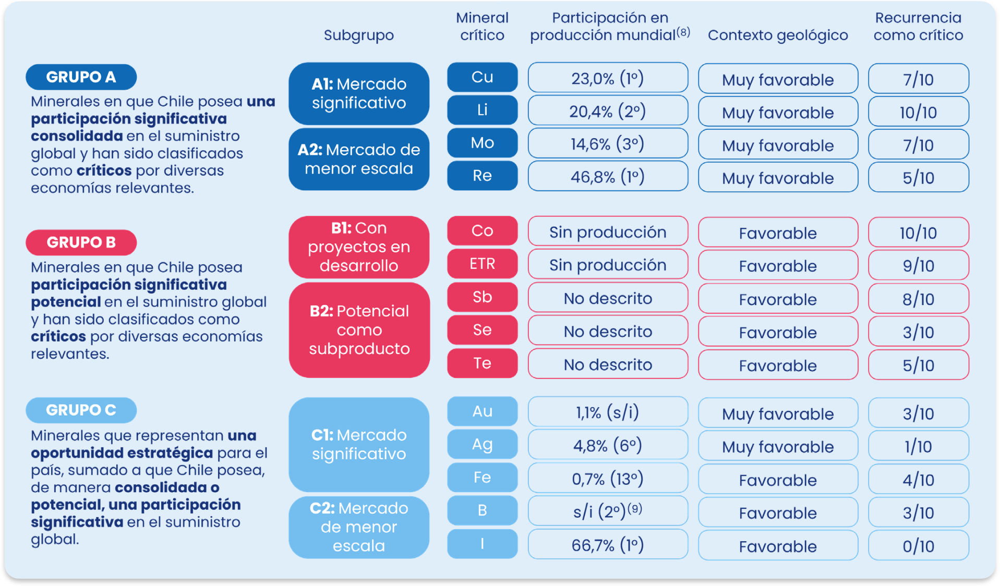 Subgrupo
Mineral
crítico
Participación en
producción mundial(8)
Contexto geológico
Recurrencia
como crítico
GRUPO A
Minerales en que Chile posea una
participación significativa
consolidada en el suministro
global y han sido clasificados
como críticos por diversas
economías relevantes.
A1: Mercado
significativo
Cu
23,0% (1º)
Muy favorable
7/10
Li
20,4% (2º)
Muy favorable
10/10
A2: Mercado de
menor escala
Mo
14,6% (3º)
Muy favorable
7/10
Re
46,8% (1º)
Muy favorable
5/10
GRUPO B
Minerales en que Chile posea
participación significativa
potencial en el suministro global
y han sido clasificados como
críticos por diversas economías
relevantes.
B1: Con
proyectos en
desarrollo
Co
Sin producción
Favorable
10/10
ETR
Sin producción
Favorable
9/10
B2: Potencial
como
subproducto
Sb
No descrito
Favorable
8/10
Se
No descrito
Favorable
3/10
Te
No descrito
Favorable
5/10
GRUPO C
Minerales que representan una
oportunidad estratégica para el
país, sumado a que Chile posea,
de manera consolidada o
potencial, una participación
significativa en el suministro
global.
C1: Mercado
significativo
Au
1,1% (s/i)
Muy favorable
3/10
Ag
4,8% (6º)
Muy favorable
1/10
Fe
0,7% (13º)
Favorable
4/10
C2: Mercado
de menor
escala
B
s/i (2º)(9)
Favorable
3/10
I
66,7% (1º)
Favorable
0/10